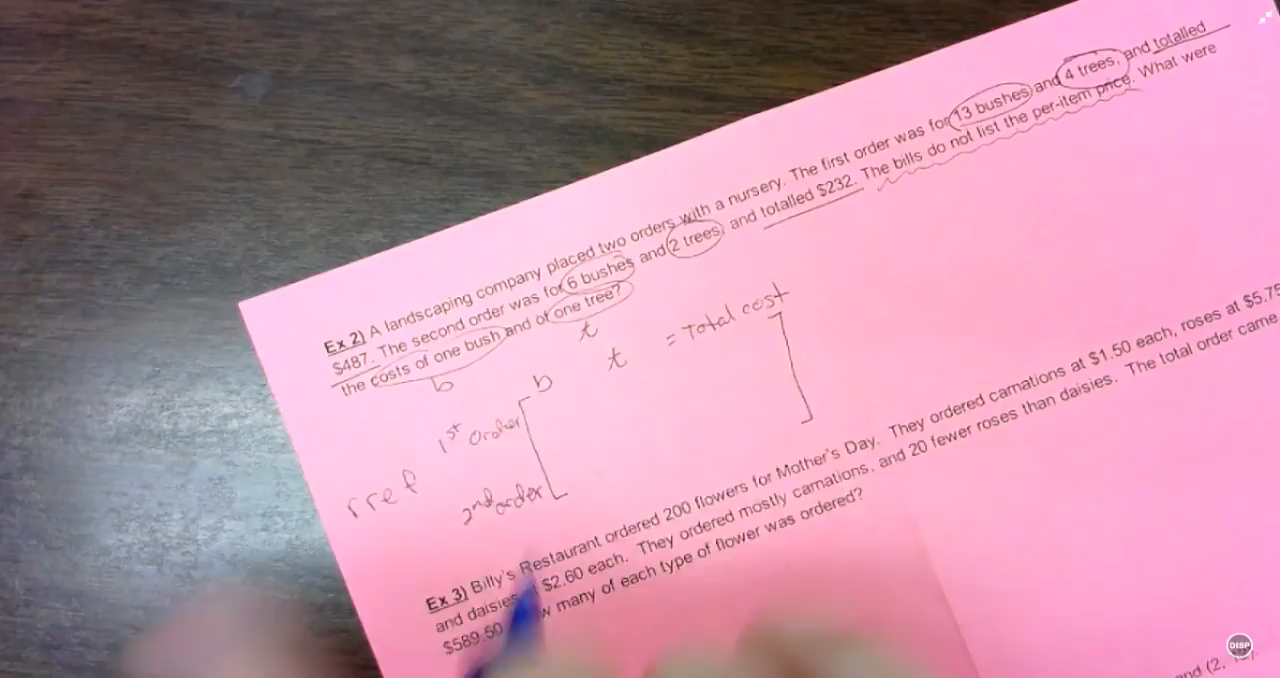 Ex 2) A landscaping company placed two orders with a nursery. The first order was for 13 bushes and 4 trees, and totalled
$487. The second order was for 6 bushes and 2 trees, and totalled $232. The bills do not list the per-item price. What were
the costs of one bush and of one tree?
b t
b t = Total cost
1st order
2nd order
rref
Ex 3) Billy's Restaurant ordered 200 flowers for Mother's Day. They ordered carnations at $1.50 each, roses at $5.75
and daisies $2.60 each. They ordered mostly carnations, and 20 fewer roses than daisies. The total order came
$589.50 many of each type of flower was ordered?
and (2,
DISP